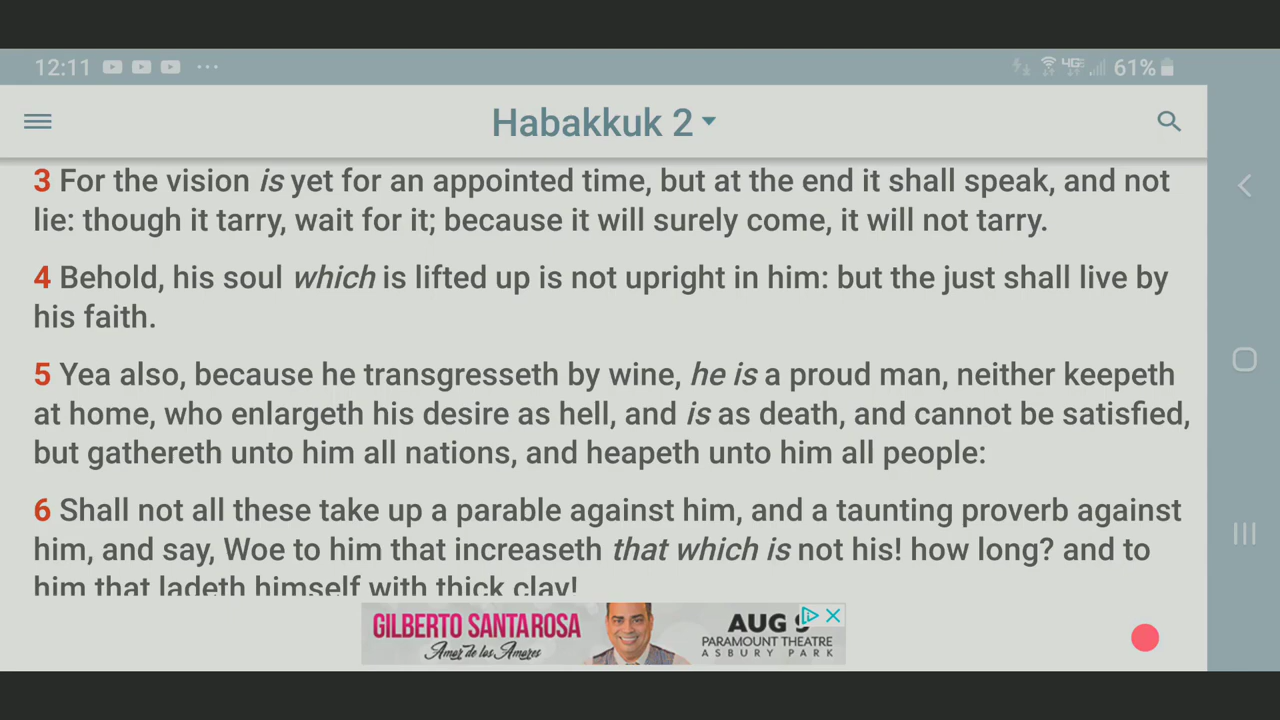 12:11
4GE 61%
Habakkuk 2
3 For the vision is yet for an appointed time, but at the end it shall speak, and not
lie: though it tarry, wait for it; because it will surely come, it will not tarry.
4 Behold, his soul which is lifted up is not upright in him: but the just shall live by
his faith.
5 Yea also, because he transgresseth by wine, he is a proud man, neither keepeth
at home, who enlargeth his desire as hell, and is as death, and cannot be satisfied,
but gathereth unto him all nations, and heapeth unto him all people:
6 Shall not all these take up a parable against him, and a taunting proverb against
him, and say, Woe to him that increaseth that which is not his! how long? and to
him that ladeth himself with thick clay!
GILBERTO SANTA ROSA
Amor de los Amores
AUG 9
PARAMOUNT THEATRE
ASBURY PARK